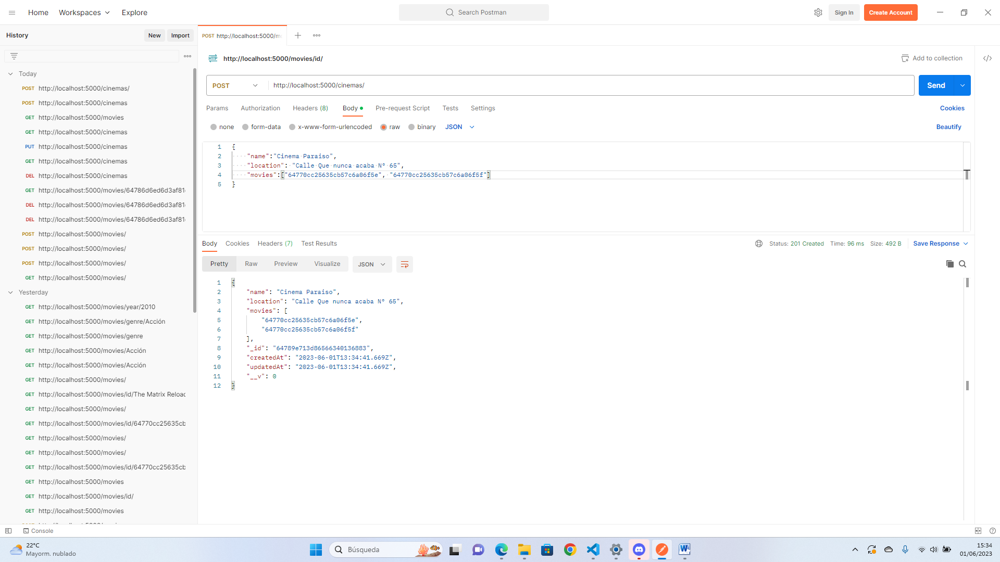 Home Workspaces Explore
Search Postman
Sign In
Create Account
History
New
Import
POST http://localhost:5000/m
http://localhost:5000/movies/id/
Add to collection
POST http://localhost:5000/cinemas/
Send
Params Authorization Headers (8) Body Pre-request Script Tests Settings
Cookies
none form-data x-www-form-urlencoded raw binary JSON
Beautify
1 {
2 "name":"Cinema Paraiso",
3 "location": "Calle Que nunca acaba Nº 65",
4 "movies":["64770cc25635cb57c6a06f5e", "64770cc25635cb57c6a06f5f"]
5 }
Body Cookies Headers (7) Test Results
Status: 201 Created Time: 96 ms Size: 492 B
Save Response
Pretty Raw Preview Visualize JSON
1 {
2 "name": "Cinema Paraiso",
3 "location": "Calle Que nunca acaba Nº 65",
4 "movies": [
5 "64770cc25635cb57c6a06f5e",
6 "64770cc25635cb57c6a06f5f"
7 ],
8 "_id": "64789e713d86566340136883",
9 "createdAt": "2023-06-01T13:34:41.669Z",
10 "updatedAt": "2023-06-01T13:34:41.669Z",
11 "__v": 0
12 }
Today
POST http://localhost:5000/cinemas/
POST http://localhost:5000/cinemas
GET http://localhost:5000/movies
GET http://localhost:5000/cinemas
PUT http://localhost:5000/cinemas
GET http://localhost:5000/cinemas
DEL http://localhost:5000/cinemas
GET http://localhost:5000/movies/64786d6ed6d3af81
DEL http://localhost:5000/movies/64786d6ed6d3af81
DEL http://localhost:5000/movies/64786d6ed6d3af81
POST http://localhost:5000/movies/
POST http://localhost:5000/movies/
POST http://localhost:5000/movies/
GET http://localhost:5000/movies/
Yesterday
GET http://localhost:5000/movies/year/2010
GET http://localhost:5000/movies/genre/Acción
GET http://localhost:5000/movies/genre
GET http://localhost:5000/movies/Acción
GET http://localhost:5000/movies/Acción
GET http://localhost:5000/movies/
GET http://localhost:5000/movies/id/The Matrix Reloac
GET http://localhost:5000/movies/
GET http://localhost:5000/movies/id/64770cc25635cb
GET http://localhost:5000/movies/
GET http://localhost:5000/movies/
GET http://localhost:5000/movies/id/64770cc25635cb
GET http://localhost:5000/movies
GET http://localhost:5000/movies/id/
GET http://localhost:5000/movies
Console
22°C
Mayorm. nublado
Búsqueda
15:34
01/06/2023